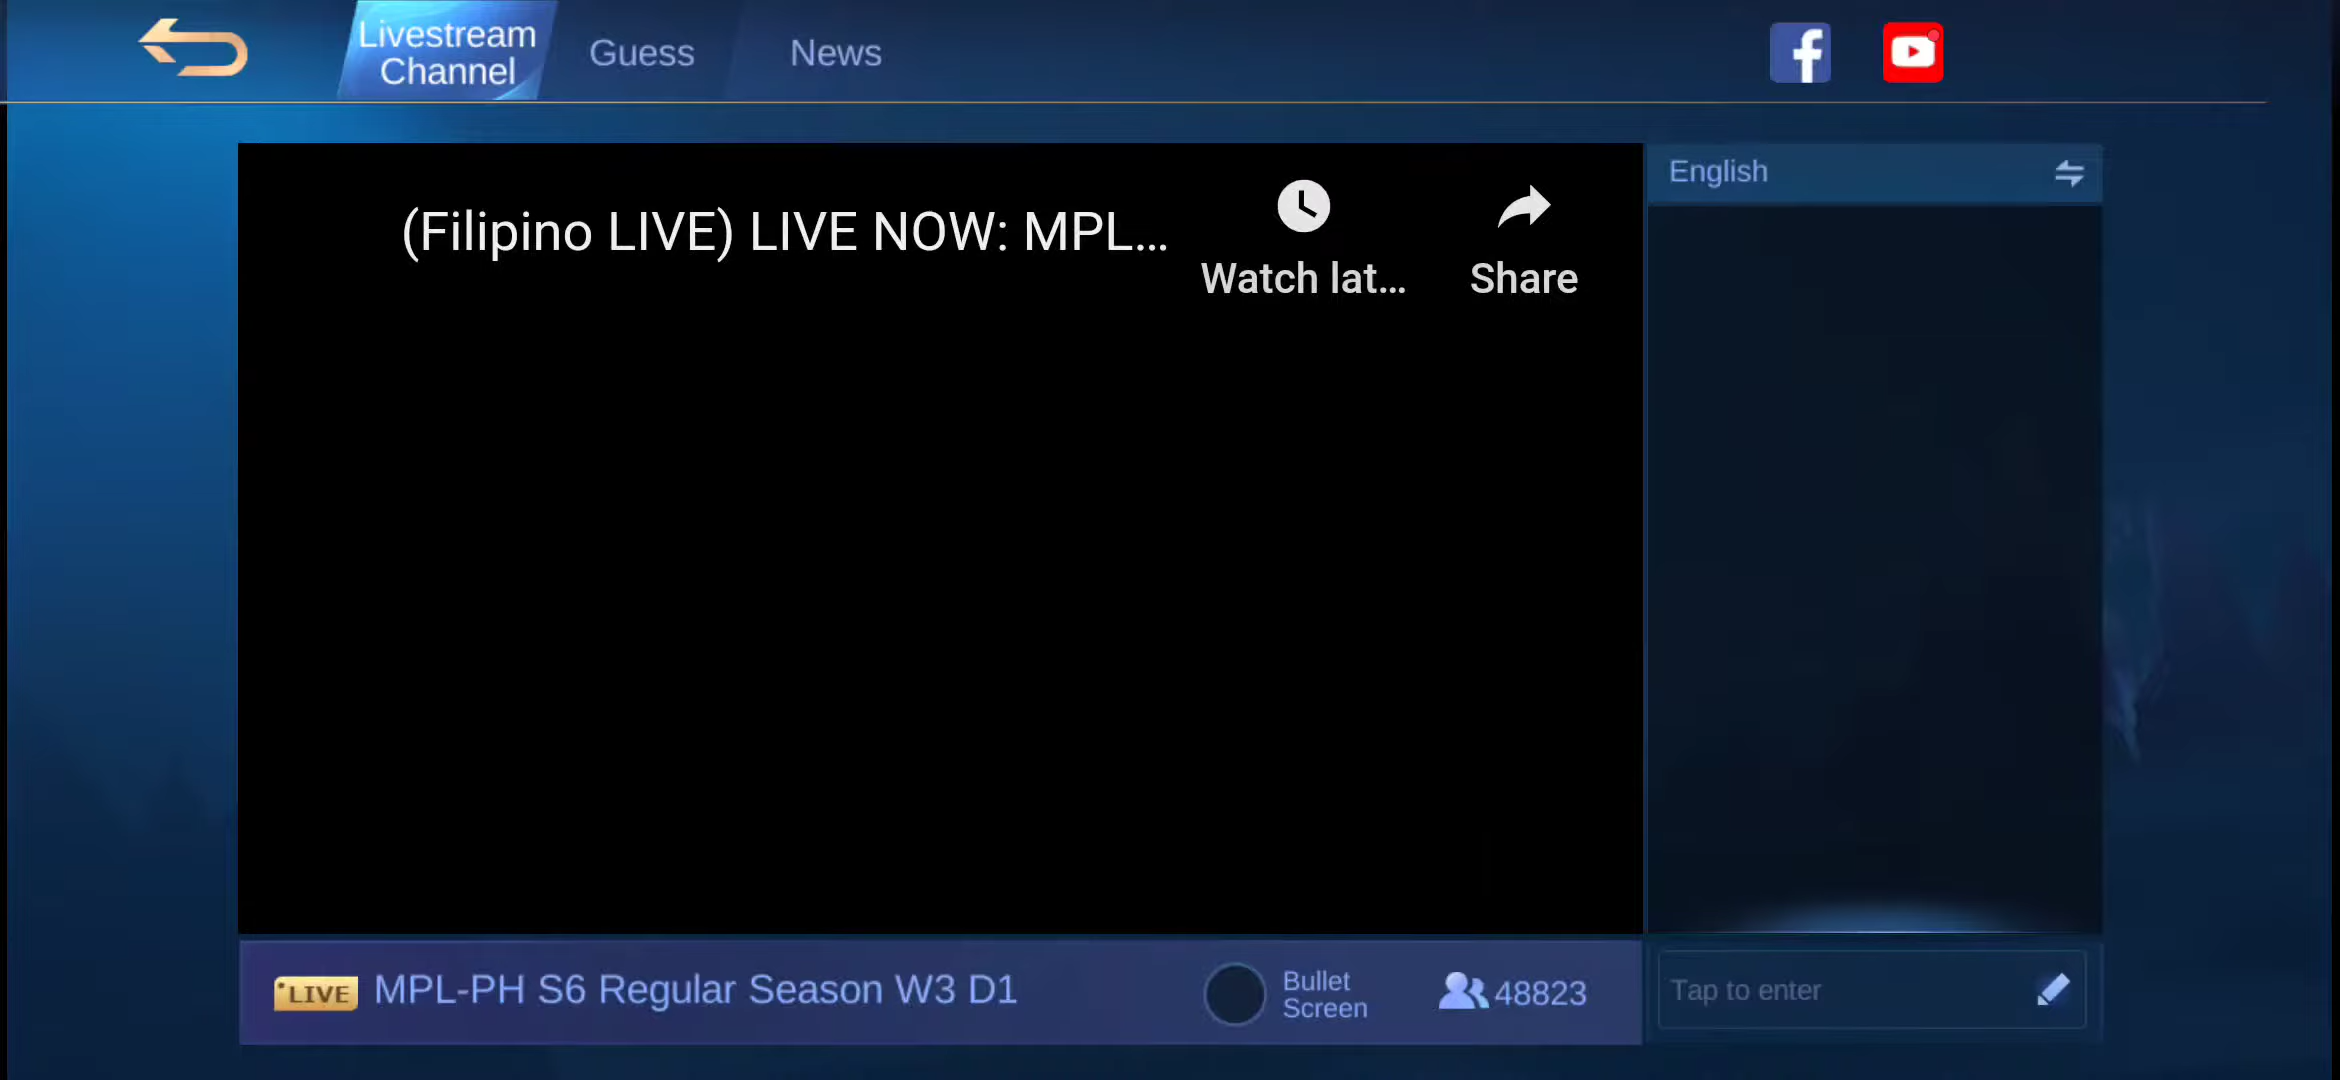 Livestream
Channel
Guess
News
(Filipino LIVE) LIVE NOW: MPL...
Watch lat...
Share
English
LIVE
MPL-PH S6 Regular Season W3 D1
Bullet
Screen
48823
Tap to enter